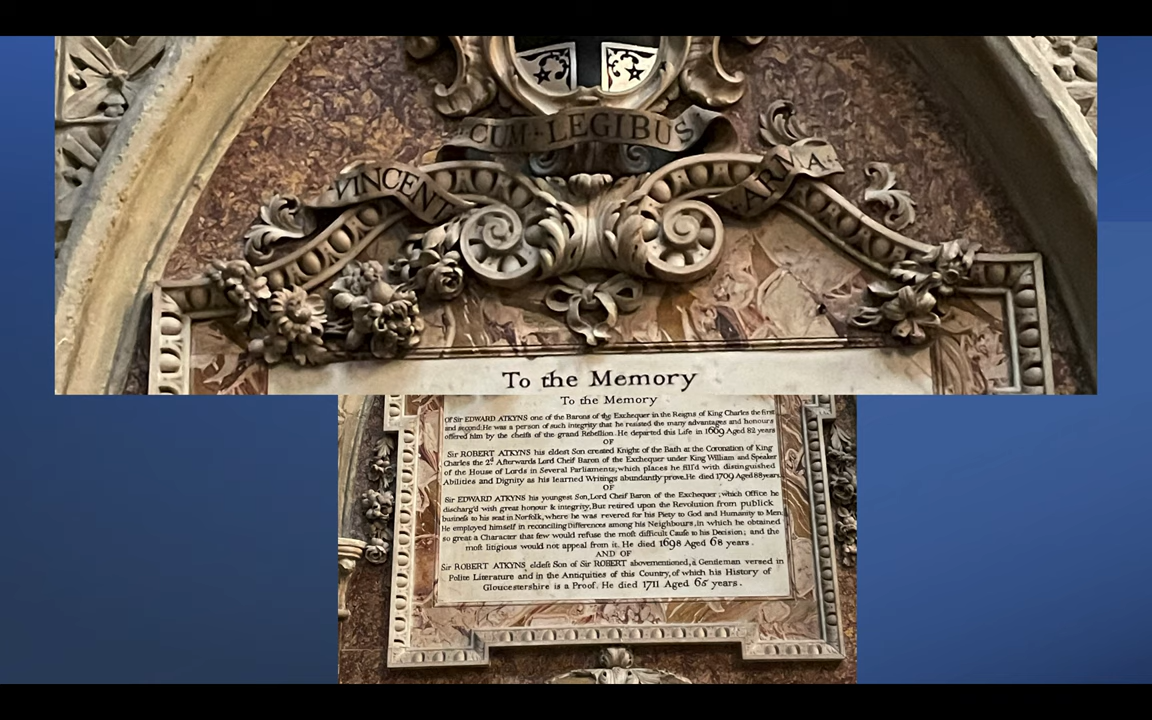 CUM LEGIBUS
VINCENT ARMA
To the Memory
To the Memory
Of Sir EDWARD ATKYNS one of the Barons of the Exchequer in the Reigns of King Charles the first
and second: He was a person of such integrity that he resisted the many advantages and honours
offered him by the cheifs of the grand Rebellion. He departed this Life in 1669 Aged 82 years
OF
Sir ROBERT ATKYNS his eldest Son created Knight of the Bath at the Coronation of King
Charles the 2d Afterwards Lord Cheif Baron of the Exchequer under King William and Speaker
of the House of Lords in Several Parliaments; which places he fill'd with distinguished
Abilities and Dignity as his learned Writings abundantly prove. He died 1709 Aged 88 years.
OF
Sir EDWARD ATKYNS his youngest Son, Lord Cheif Baron of the Exchequer; which Office he
discharg'd with great honour & integrity, But retired upon the Revolution from publick
business to his seat in Norfolk, where he was revered for his Piety to God and Humanity to Men.
He employed himself in reconciling Differences among his Neighbours, in which he obtained
so great a Character that few would refuse the most difficult Cause to his Decision; and the
most litigious would not appeal from it. He died 1698 Aged 68 years.
AND OF
Sir ROBERT ATKYNS eldest Son of Sir ROBERT abovementioned, a Gentleman versed in
Polite Literature and in the Antiquities of this Country, of which his History of
Gloucestershire is a Proof. He died 1711 Aged 65 years.